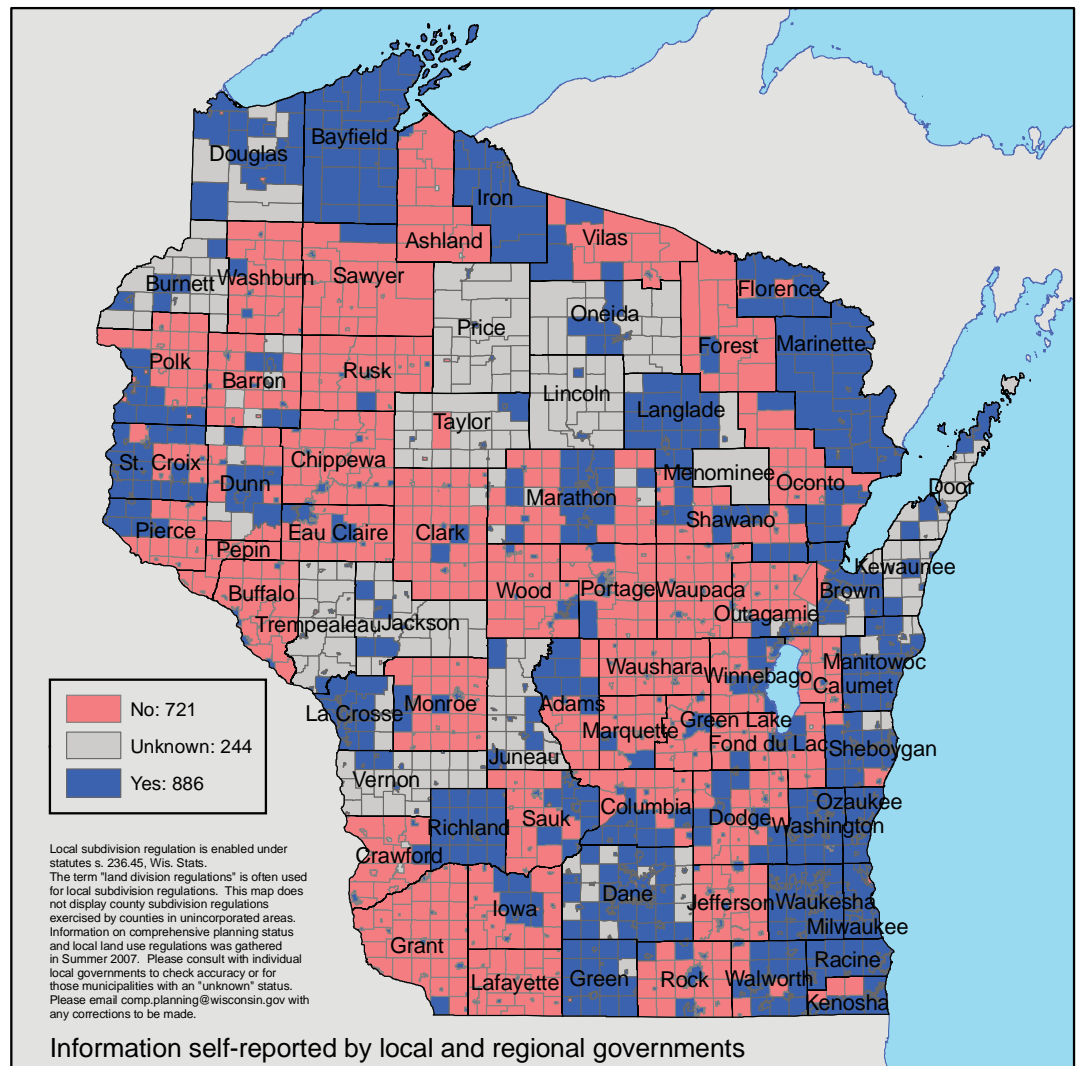 Bayfield
Douglas
Iron
Ashland
Vilas
Washburn
Sawyer
Burnett
Florence
Oneida
Price
Forest
Marinette
Polk
Rusk
Barron
Lincoln
Langlade
Taylor
Chippewa
St. Croix
Menominee
Oconto
Dunn
Door
Marathon
Shawano
Pierce
Eau Claire
Clark
Pepin
Kewaunee
Buffalo
Wood
Portage
Waupaca
Brown
Outagamie
Trempealeau
Jackson
Waushara
Winnebago
Manitowoc
Calumet
La Crosse
Monroe
Adams
Green Lake
Marquette
Fond du Lac
Sheboygan
Juneau
Vernon
Columbia
Ozaukee
Sauk
Dodge
Washington
Richland
Crawford
Dane
Jefferson
Waukesha
Iowa
Milwaukee
Grant
Racine
Lafayette
Green
Rock
Walworth
Kenosha
No: 721
Unknown: 244
Yes: 886
Local subdivision regulation is enabled under
statutes s. 236.45, Wis. Stats.
The term "land division regulations" is often used
for local subdivision regulations. This map does
not display county subdivision regulations
exercised by counties in unincorporated areas.
Information on comprehensive planning status
and local land use regulations was gathered
in Summer 2007. Please consult with individual
local governments to check accuracy or for
those municipalities with an "unknown" status.
Please email comp.planning@wisconsin.gov with
any corrections to be made.
Information self-reported by local and regional governments